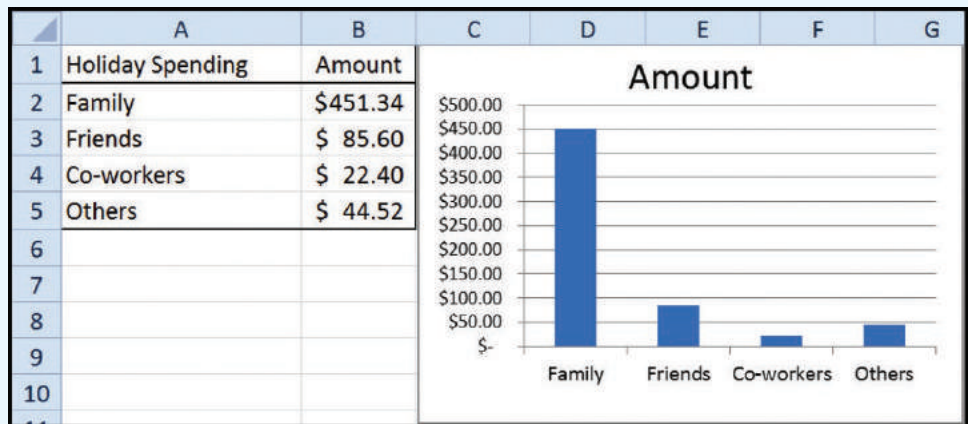 A B C D E F G
1 Holiday Spending Amount
2 Family $451.34
3 Friends $ 85.60
4 Co-workers $ 22.40
5 Others $ 44.52
6
7
8
9
10
Amount
$500.00
$450.00
$400.00
$350.00
$300.00
$250.00
$200.00
$150.00
$100.00
$50.00
$-
Family Friends Co-workers Others